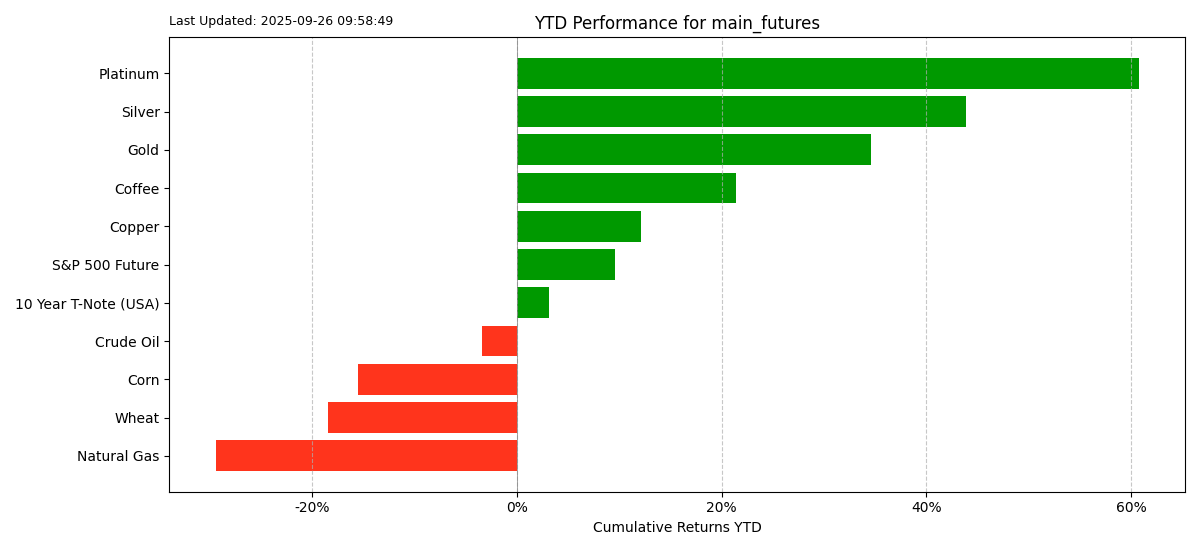 Last Updated: 2025-09-26 09:58:49
YTD Performance for main_futures
Platinum
Silver
Gold
Coffee
Copper
S&P 500 Future
10 Year T-Note (USA)
Crude Oil
Corn
Wheat
Natural Gas
-20%
0%
20%
40%
60%
Cumulative Returns YTD